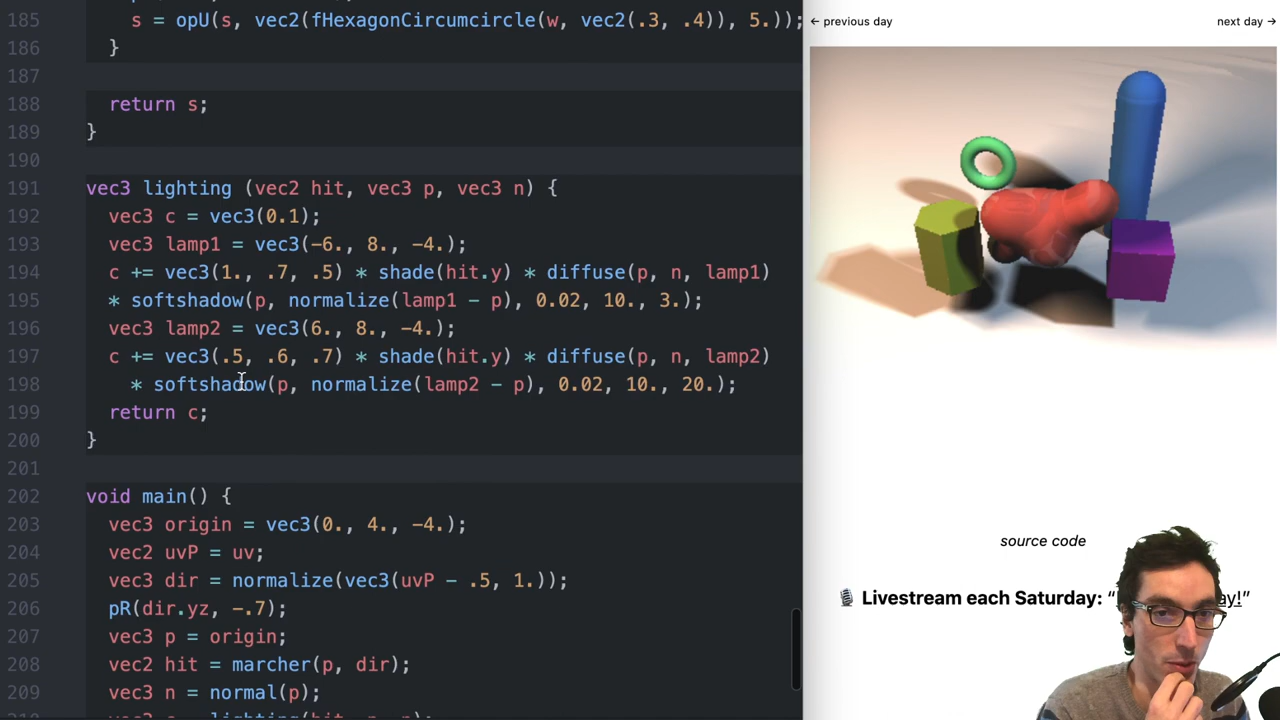 185 s = opU(s, vec2(fHexagonCircumcircle(w, vec2(.3, .4)), 5.));
186 }
187
188 return s;
189 }
190
191 vec3 lighting (vec2 hit, vec3 p, vec3 n) {
192 vec3 c = vec3(0.1);
193 vec3 lamp1 = vec3(-6., 8., -4.);
194 c += vec3(1., .7, .5) * shade(hit.y) * diffuse(p, n, lamp1)
195 * softshadow(p, normalize(lamp1 - p), 0.02, 10., 3.);
196 vec3 lamp2 = vec3(6., 8., -4.);
197 c += vec3(.5, .6, .7) * shade(hit.y) * diffuse(p, n, lamp2)
198 * softshadow(p, normalize(lamp2 - p), 0.02, 10., 20.);
199 return c;
200 }
201
202 void main() {
203 vec3 origin = vec3(0., 4., -4.);
204 vec2 uvP = uv;
205 vec3 dir = normalize(vec3(uvP - .5, 1.));
206 pR(dir.yz, -.7);
207 vec3 p = origin;
208 vec2 hit = marcher(p, dir);
209 vec3 n = normal(p);
← previous day
next day →
source code
🎙 Livestream each Saturday: “